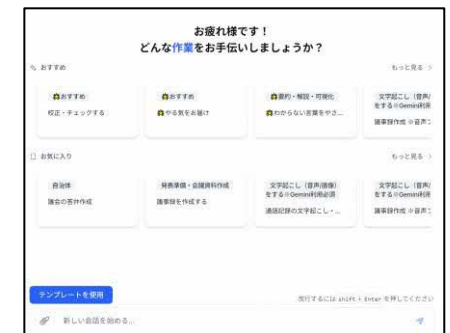 お疲れ様です！
どんな作業をお手伝いしましょうか？
おすすめ
もっと見る
おすすめ
校正・チェックする
おすすめ
やる気をお届け
要約・解説・可視化
わからない言葉をやさ...
文字起こし（音声/
をする※Gemini利用
議事録作成 ※音声フ
お気に入り
もっと見る
自治体
議会の答弁作成
発表準備・会議資料作成
議事録を作成する
文字起こし（音声/画像）
をする※Gemini利用必須
通話記録の文字起こし・...
文字起こし（音声/
をする※Gemini利用
議事録作成 ※音声フ
テンプレートを使用
改行するには shift + Enter を押してください
新しい会話を始める...